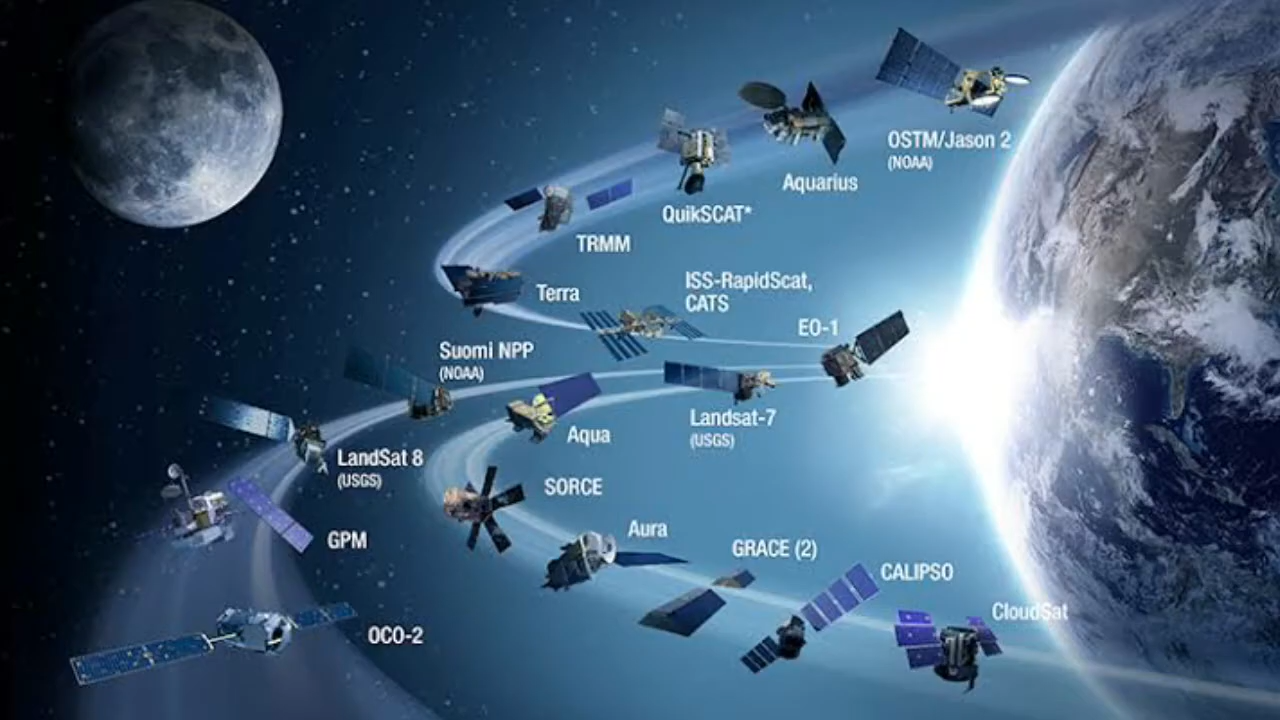 OSTM/Jason 2
(NOAA)
Aquarius
QuikSCAT*
TRMM
ISS-RapidScat,
CATS
Terra
EO-1
Suomi NPP
(NOAA)
Landsat-7
(USGS)
Aqua
LandSat 8
(USGS)
SORCE
Aura
GPM
GRACE (2)
CALIPSO
CloudSat
OCO-2